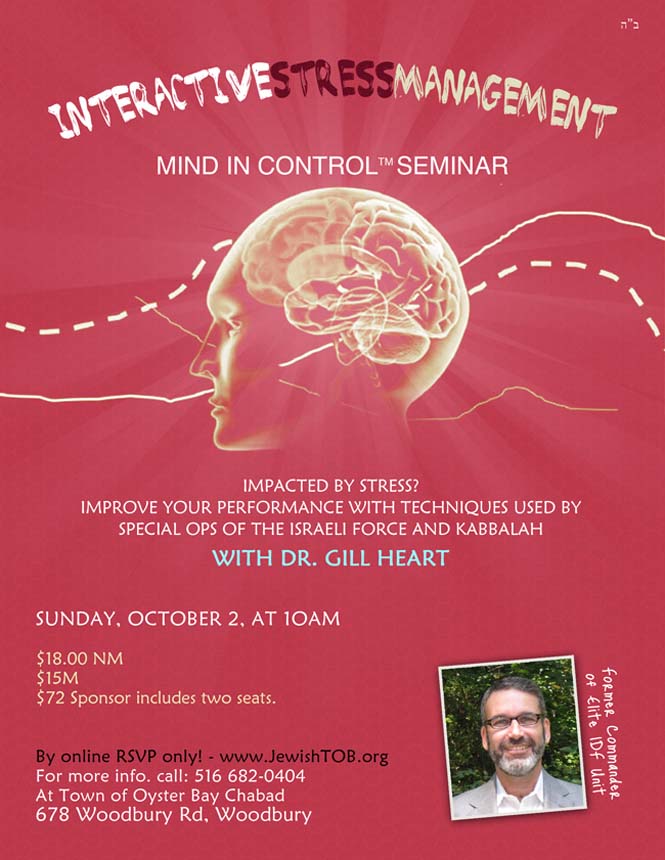 ב"ה
INTERACTIVESTRESSMANAGEMENT
MIND IN CONTROL™ SEMINAR
IMPACTED BY STRESS?
IMPROVE YOUR PERFORMANCE WITH TECHNIQUES USED BY
SPECIAL OPS OF THE ISRAELI FORCE AND KABBALAH
WITH DR. GILL HEART
SUNDAY, OCTOBER 2, AT 10AM
$18.00 NM
$15M
$72 Sponsor includes two seats.
former Commander
of Elite IDF Unit
By online RSVP only! - www.JewishTOB.org
For more info. call: 516 682-0404
At Town of Oyster Bay Chabad
678 Woodbury Rd, Woodbury